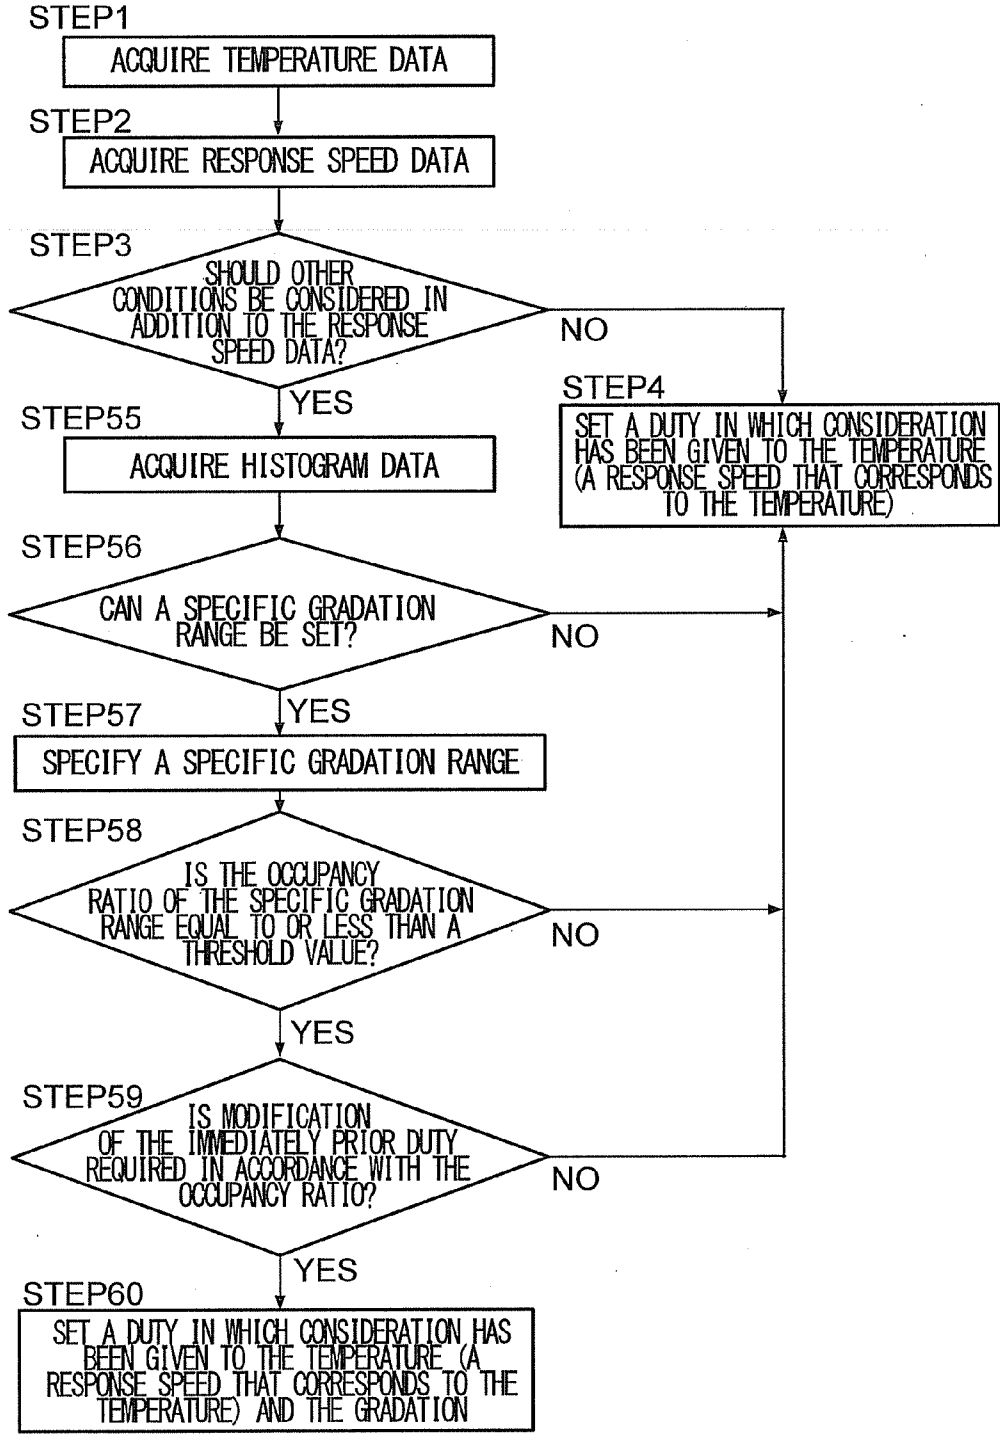 STEP1
ACQUIRE TEMPERATURE DATA
STEP2
ACQUIRE RESPONSE SPEED DATA
STEP3
SHOULD OTHER
CONDITIONS BE CONSIDERED IN
ADDITION TO THE RESPONSE
SPEED DATA?
NO
YES
STEP4
SET A DUTY IN WHICH CONSIDERATION
HAS BEEN GIVEN TO THE TEMPERATURE
(A RESPONSE SPEED THAT CORRESPONDS
TO THE TEMPERATURE)
STEP55
ACQUIRE HISTOGRAM DATA
STEP56
CAN A SPECIFIC GRADATION
RANGE BE SET?
NO
YES
STEP57
SPECIFY A SPECIFIC GRADATION RANGE
STEP58
IS THE OCCUPANCY
RATIO OF THE SPECIFIC GRADATION
RANGE EQUAL TO OR LESS THAN A
THRESHOLD VALUE?
NO
YES
STEP59
IS MODIFICATION
OF THE IMMEDIATELY PRIOR DUTY
REQUIRED IN ACCORDANCE WITH THE
OCCUPANCY RATIO?
NO
YES
STEP60
SET A DUTY IN WHICH CONSIDERATION HAS
BEEN GIVEN TO THE TEMPERATURE (A
RESPONSE SPEED THAT CORRESPONDS TO THE
TEMPERATURE) AND THE GRADATION